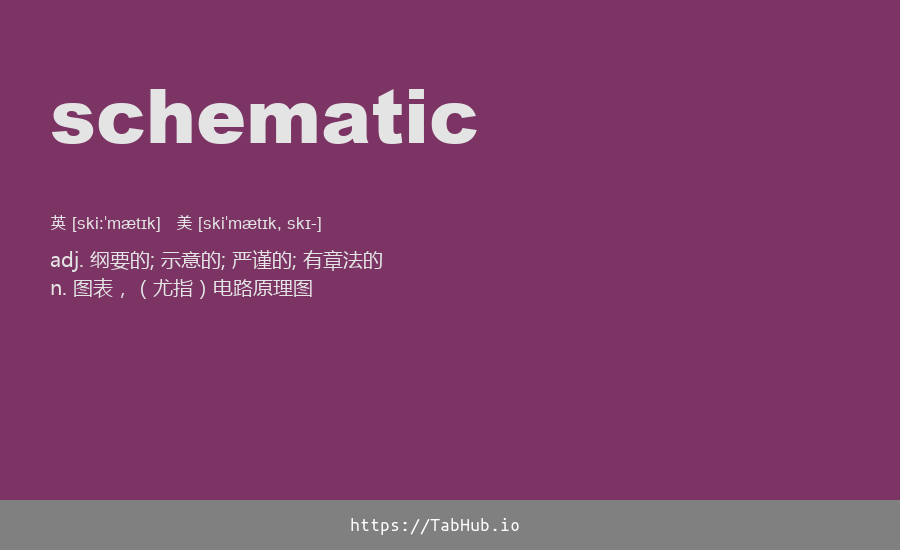 schematic
英 [skiːˈmætɪk] 美 [skiˈmætɪk, skɪ-]
adj. 纲要的; 示意的; 严谨的; 有章法的
n. 图表，（尤指）电路原理图
https://TabHub.io